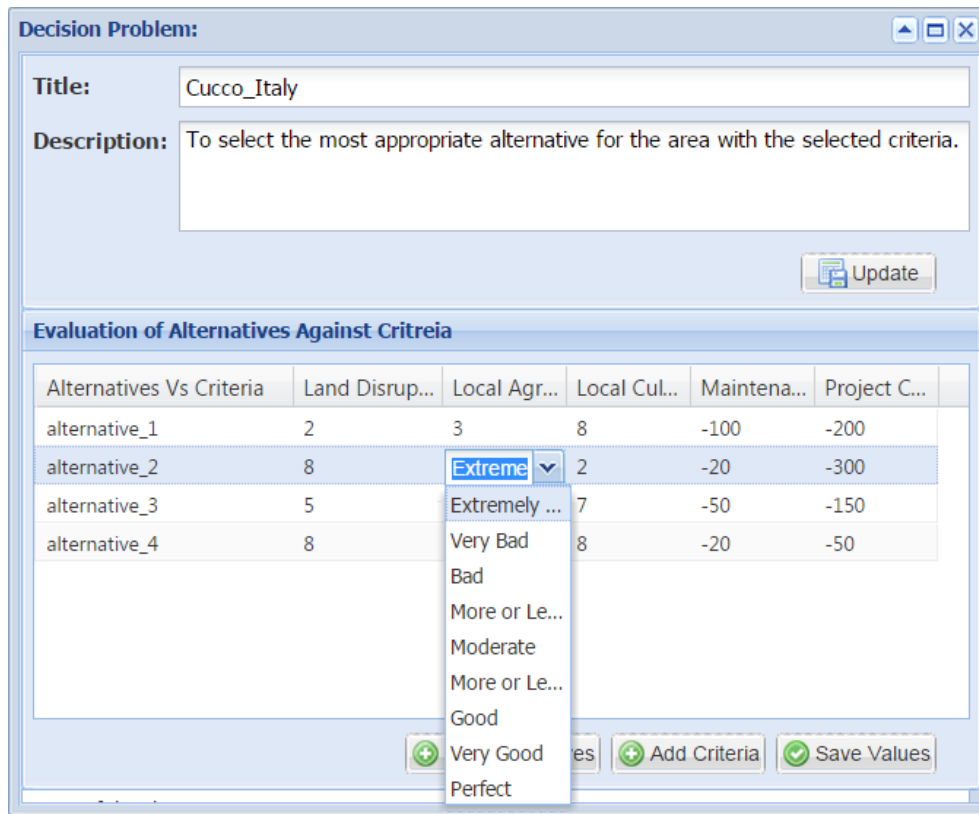 Decision Problem:
Title: Cucco_Italy
Description: To select the most appropriate alternative for the area with the selected criteria.
Update
Evaluation of Alternatives Against Critreia
Alternatives Vs Criteria Land Disrup... Local Agr... Local Cul... Maintena... Project C...
alternative_1 2 3 8 -100 -200
alternative_2 8 Extreme 2 -20 -300
alternative_3 5 7 -50 -150
alternative_4 8 8 -20 -50
Extremely ...
Very Bad
Bad
More or Le...
Moderate
More or Le...
Good
Very Good
Perfect
es Add Criteria Save Values